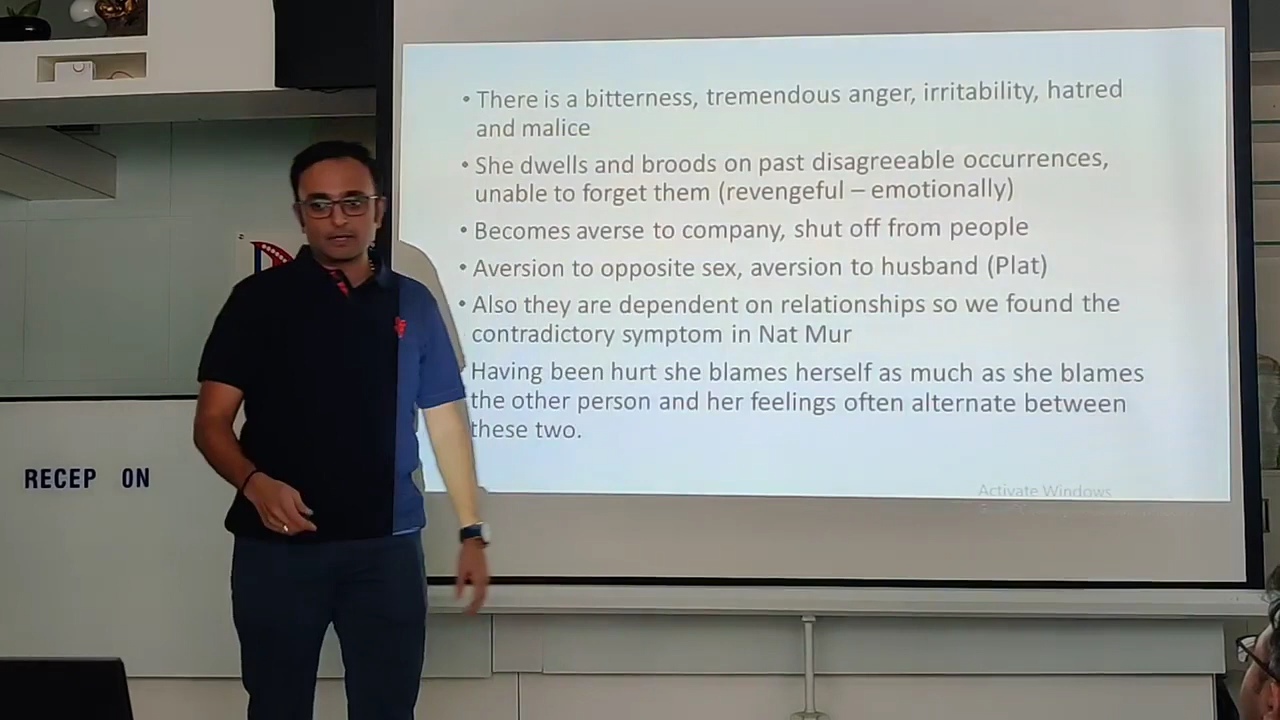 • There is a bitterness, tremendous anger, irritability, hatred
and malice
• She dwells and broods on past disagreeable occurrences,
unable to forget them (revengeful – emotionally)
• Becomes averse to company, shut off from people
• Aversion to opposite sex, aversion to husband (Plat)
• Also they are dependent on relationships so we found the
contradictory symptom in Nat Mur
Having been hurt she blames herself as much as she blames
the other person and her feelings often alternate between
these two.
Activate Windows
RECEP ON